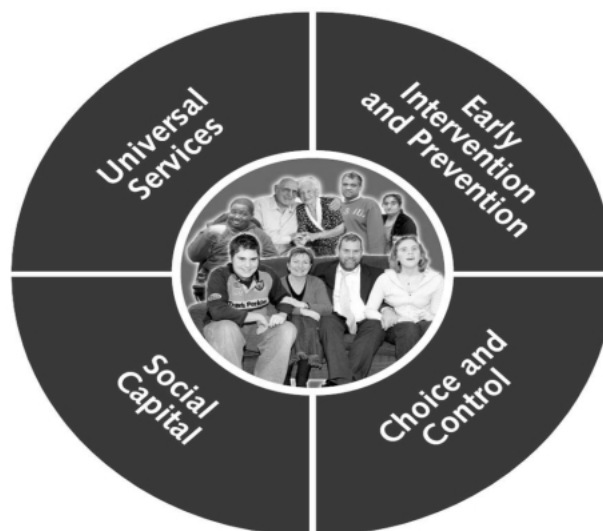 Universal
Services
Early
Intervention
and Prevention
Social
Capital
Choice and
Control